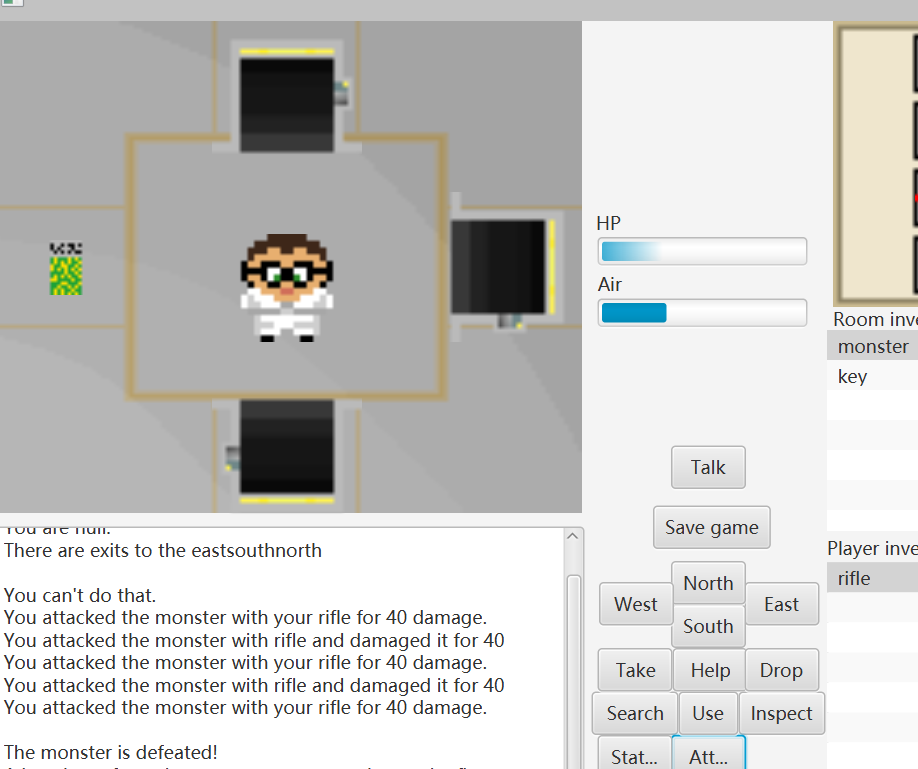 HP
Air
Room inve
monster
key
Talk
Save game
Player inve
rifle
You are null.
There are exits to the eastsouthnorth
You can't do that.
You attacked the monster with your rifle for 40 damage.
You attacked the monster with rifle and damaged it for 40
You attacked the monster with your rifle for 40 damage.
You attacked the monster with rifle and damaged it for 40
You attacked the monster with your rifle for 40 damage.
The monster is defeated!
North
West
East
South
Take
Help
Drop
Search
Use
Inspect
Stat...
Att...